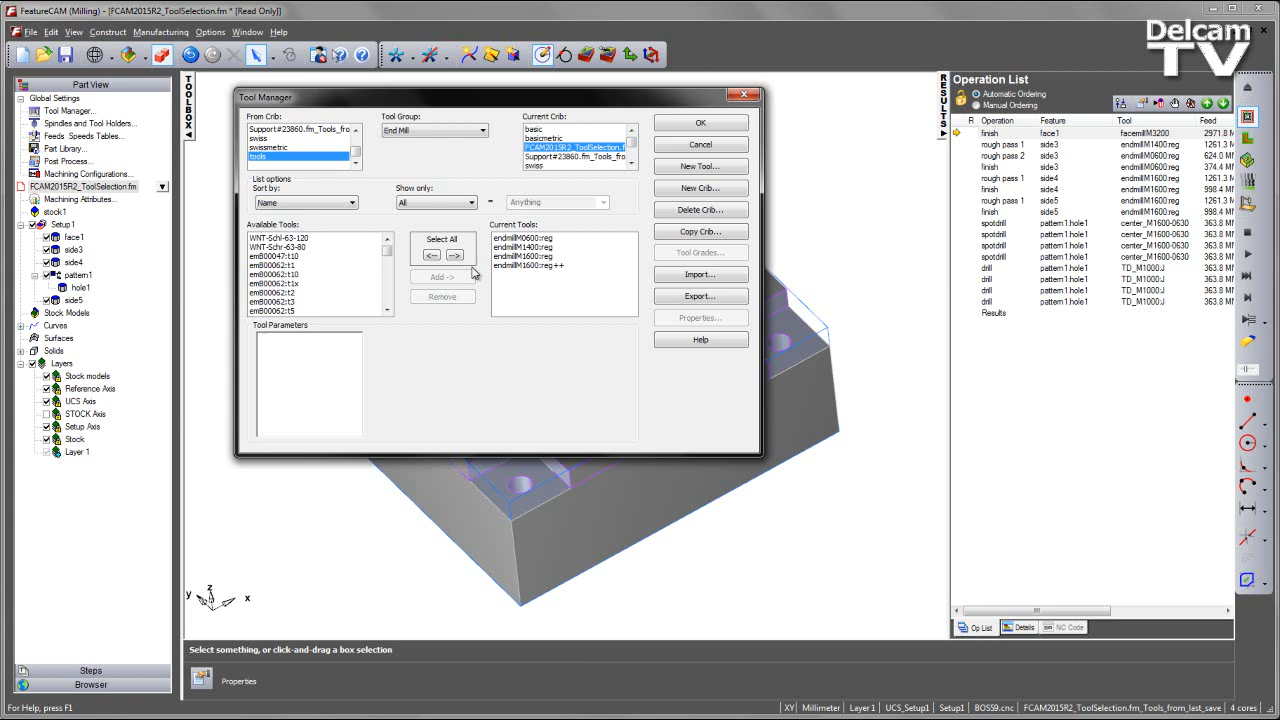 FeatureCAM (Milling) - [FCAM2015R2_ToolSelection.fm * [Read Only]]
File Edit View Construct Manufacturing Options Window Help
Delcam
TV
Part View
Global Settings
Tool Manager...
Spindles and Tool Holders...
Feeds Speeds Tables...
Part Library...
Post Process...
Machining Configurations...
FCAM2015R2_ToolSelection.fm
Machining Attributes...
stock1
Setup1
face1
side3
side4
pattern1
hole1
side5
Stock Models
Curves
Surfaces
Solids
Layers
Stock models
Reference Axis
UCS Axis
STOCK Axis
Setup Axis
Stock
Layer 1
Steps
Browser
TOOLBOX
Tool Manager
From Crib:
Support#23860.fm_Tools_fro
swiss
swissmetric
tools
Tool Group:
End Mill
Current Crib:
basic
basicmetric
FCAM2015R2_ToolSelection.f
Support#23860.fm_Tools_fro
swiss
List options
Sort by:
Name
Show only:
All
=
Anything
Available Tools:
WNT-Schl-63-120
WNT-Schr-63-80
emB00047:t10
emB00062:t1
emB00062:t10
emB00062:t1x
emB00062:t2
emB00062:t3
emB00062:t5
Select All
<--
-->
Add ->
Remove
Current Tools:
endmillM0600:reg
endmillM1400:reg
endmillM1600:reg
endmillM1600:reg++
Tool Parameters
OK
Cancel
New Tool...
New Crib...
Delete Crib...
Copy Crib...
Tool Grades...
Import...
Export...
Properties...
Help
y z x
Select something, or click-and-drag a box selection
Properties
RESULTS
Operation List
Automatic Ordering
Manual Ordering
R Operation Feature Tool Feed
finish face1 facemillM3200 2971.8 M
rough pass 1 side3 endmillM1400:reg 1261.3 M
rough pass 2 side3 endmillM0600:reg 624.0 M
finish side3 endmillM0600:reg 374.4 M
rough pass 1 side4 endmillM1600:reg 1261.3 M
finish side4 endmillM1600:reg 998.4 M
rough pass 1 side5 endmillM1600:reg 1261.3 M
finish side5 endmillM1600:reg 998.4 M
spotdrill pattern1.hole1 center_M1600-0630 363.8 M
spotdrill pattern1.hole1 center_M1600-0630 363.8 M
spotdrill pattern1.hole1 center_M1600-0630 363.8 M
drill pattern1.hole1 TD_M1000:J 363.8 M
drill pattern1.hole1 TD_M1000:J 363.8 M
drill pattern1.hole1 TD_M1000:J 363.8 M
drill pattern1.hole1 TD_M1000:J 363.8 M
Results
Op List Details NC Code
For Help, press F1
XY Millimeter Layer 1 UCS_Setup1 Setup1 BOSS9.cnc FCAM2015R2_ToolSelection.fm_Tools_from_last_save 4 cores